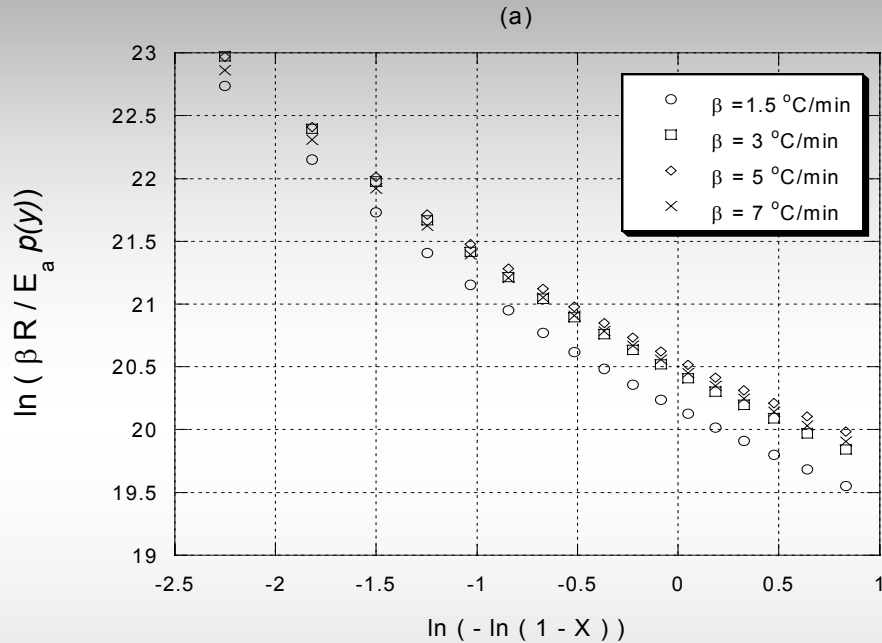 (a)
23
22.5
22
21.5
21
20.5
20
19.5
19
ln ( β R / E a p(y))
β =1.5 °C/min
β = 3 °C/min
β = 5 °C/min
β = 7 °C/min
-2.5 -2 -1.5 -1 -0.5 0 0.5 1
ln ( - ln ( 1 - X ) )